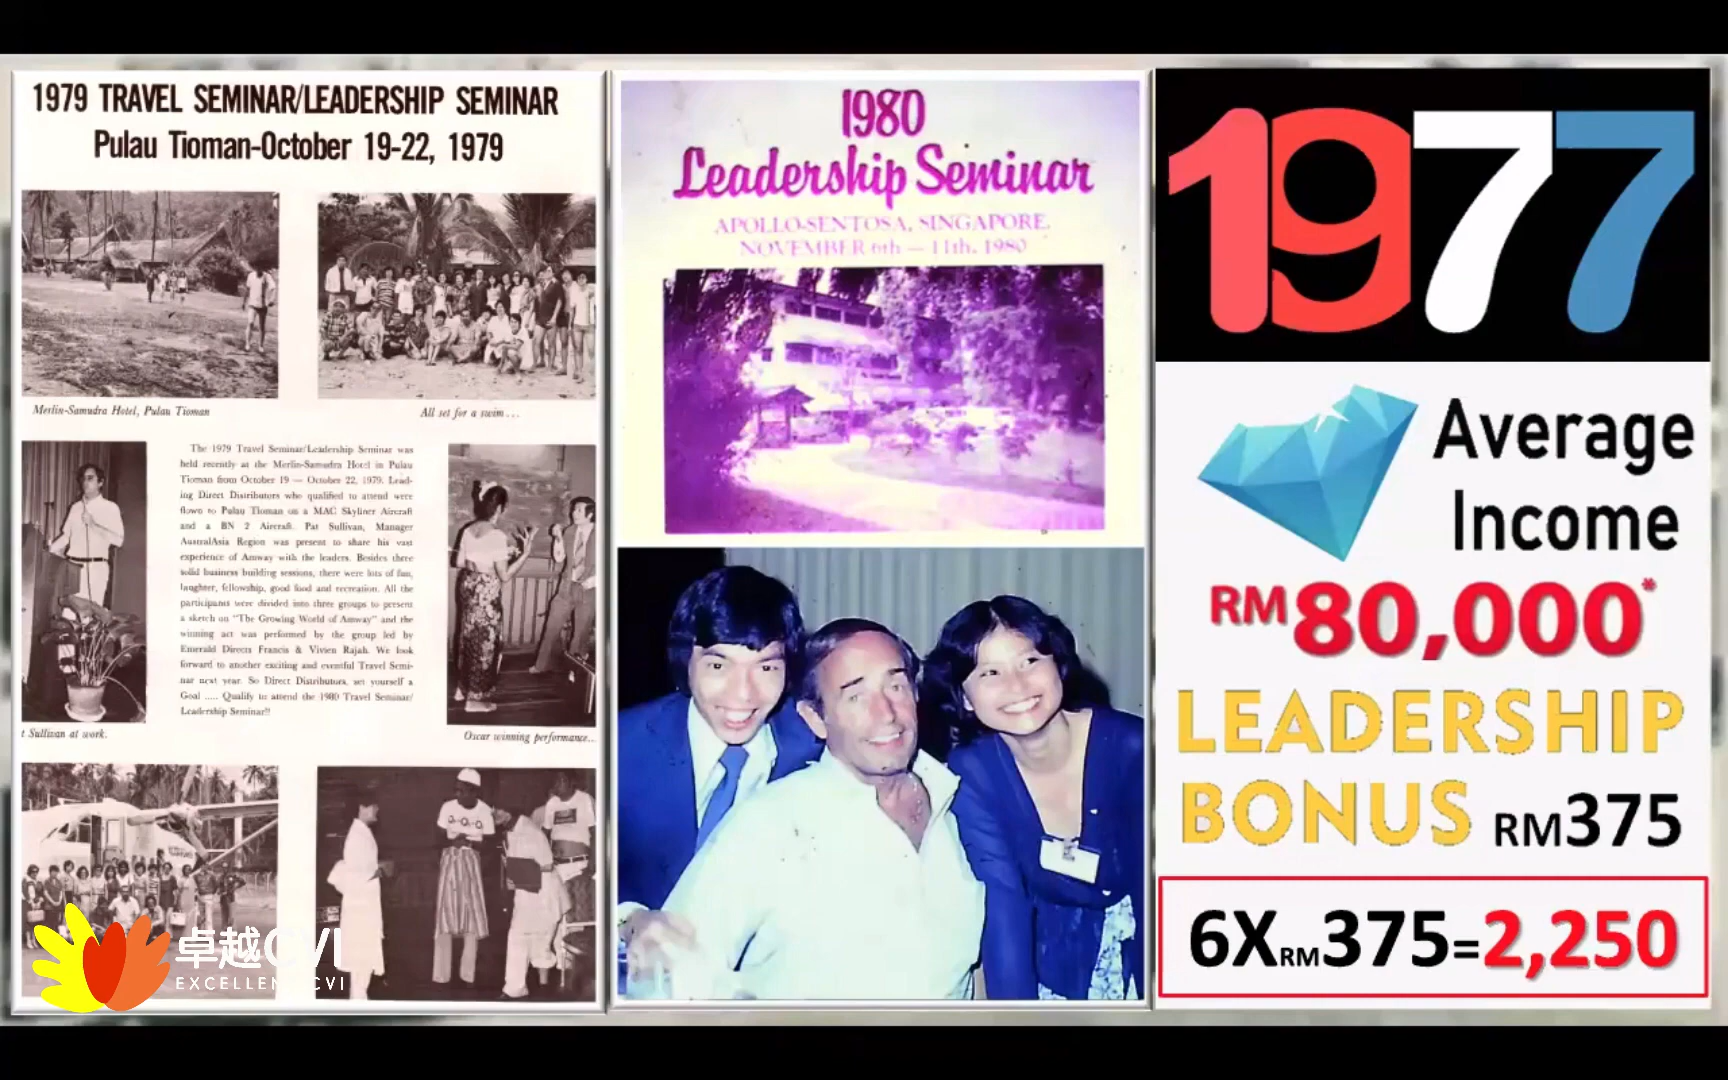 1979 TRAVEL SEMINAR/LEADERSHIP SEMINAR
Pulau Tioman-October 19-22, 1979
Merlin-Samudra Hotel, Pulau Tioman
All set for a swim...
The 1979 Travel Seminar/Leadership Seminar was
held recently at the Merlin-Samudra Hotel in Pulau
Tioman from October 19 — October 22, 1979. Lead-
ing Direct Distributors who qualified to attend were
flown to Pulau Tioman on a MAC Skyliner Aircraft
and a BN 2 Aircraft. Pat Sullivan, Manager
AustralAsia Region was present to share his vast
experience of Amway with the leaders. Besides three
solid business building sessions, there were lots of fun,
laughter, fellowship, good food and recreation. All the
participants were divided into three groups to present
a sketch on "The Growing World of Amway" and the
winning act was performed by the group led by
Emerald Directs Francis & Vivien Rajah. We look
forward to another exciting and eventful Travel Semi-
nar next year. So Direct Distributors, set yourself a
Goal ..... Qualify to attend the 1980 Travel Seminar/
Leadership Seminar!!
t Sullivan at work.
Oscar winning performance...
卓越CVI
EXCELLENT CVI
1980
Leadership Seminar
APOLLO-SENTOSA, SINGAPORE,
NOVEMBER 6th — 11th, 1980
1977
Average
Income
RM80,000*
LEADERSHIP
BONUS RM375
6XRM375=2,250